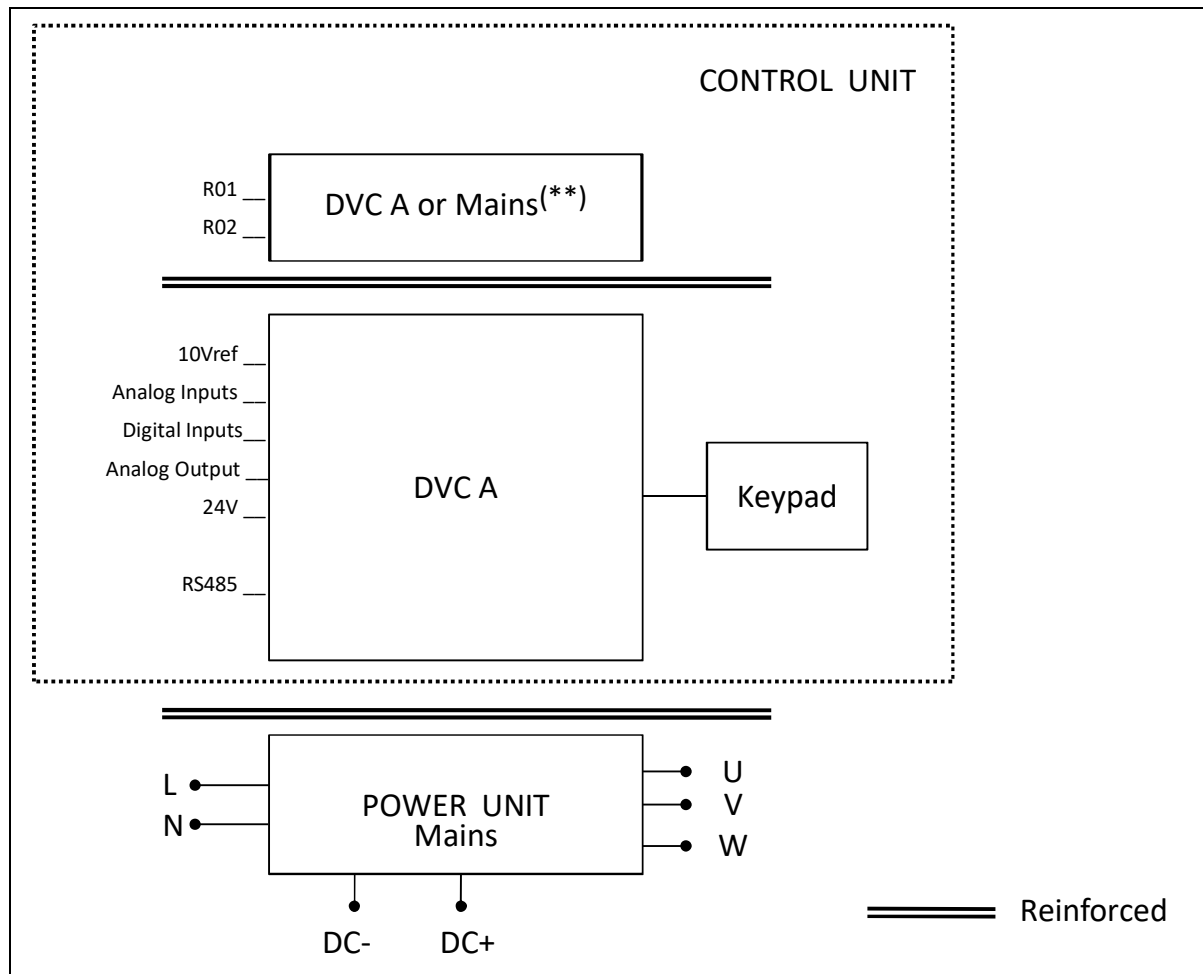 CONTROL UNIT
R01
DVC A or Mains(**)
R02
10Vref
Analog Inputs
Digital Inputs
Analog Output
DVC A
Keypad
24V
RS485
L
U
N
POWER UNIT
V
Mains
W
Reinforced
DC-
DC+